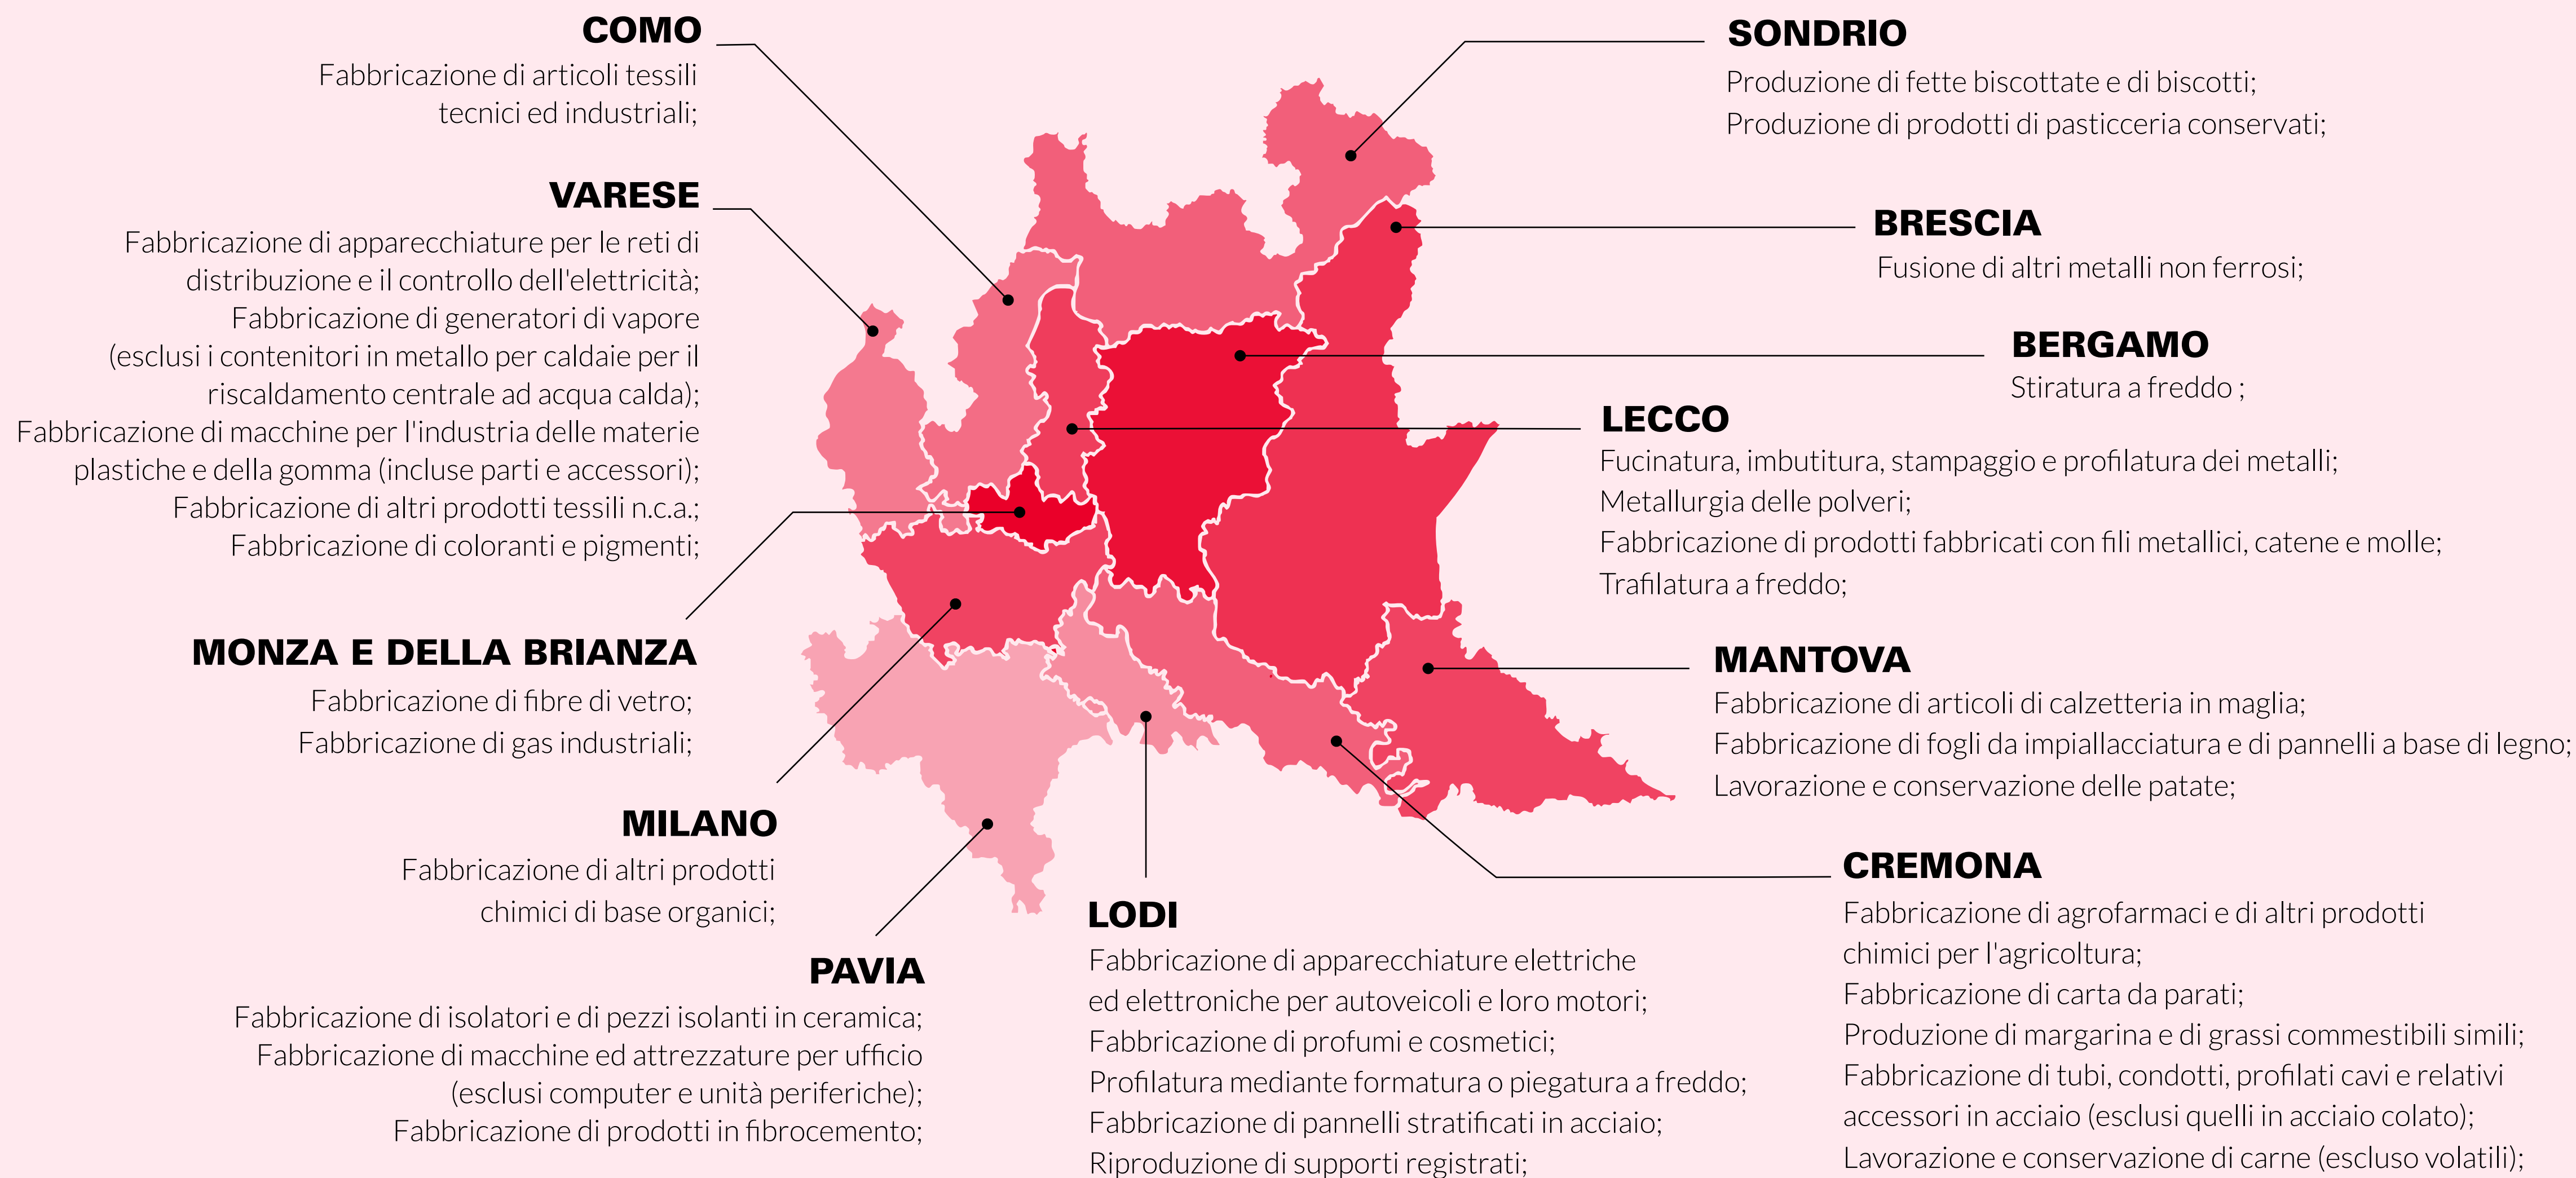 COMO
Fabbricazione di articoli tessili
tecnici ed industriali;
VARESE
Fabbricazione di apparecchiature per le reti di
distribuzione e il controllo dell'elettricità;
Fabbricazione di generatori di vapore
(esclusi i contenitori in metallo per caldaie per il
riscaldamento centrale ad acqua calda);
Fabbricazione di macchine per l'industria delle materie
plastiche e della gomma (incluse parti e accessori);
Fabbricazione di altri prodotti tessili n.c.a.;
Fabbricazione di coloranti e pigmenti;
MONZA E DELLA BRIANZA
Fabbricazione di fibre di vetro;
Fabbricazione di gas industriali;
MILANO
Fabbricazione di altri prodotti
chimici di base organici;
PAVIA
Fabbricazione di isolatori e di pezzi isolanti in ceramica;
Fabbricazione di macchine ed attrezzature per ufficio
(esclusi computer e unità periferiche);
Fabbricazione di prodotti in fibrocemento;
LODI
Fabbricazione di apparecchiature elettriche
ed elettroniche per autoveicoli e loro motori;
Fabbricazione di profumi e cosmetici;
Profilatura mediante formatura o piegatura a freddo;
Fabbricazione di pannelli stratificati in acciaio;
Riproduzione di supporti registrati;
SONDRIO
Produzione di fette biscottate e di biscotti;
Produzione di prodotti di pasticceria conservati;
BRESCIA
Fusione di altri metalli non ferrosi;
BERGAMO
Stiratura a freddo ;
LECCO
Fucinatura, imbutitura, stampaggio e profilatura dei metalli;
Metallurgia delle polveri;
Fabbricazione di prodotti fabbricati con fili metallici, catene e molle;
Trafilatura a freddo;
MANTOVA
Fabbricazione di articoli di calzetteria in maglia;
Fabbricazione di fogli da impiallacciatura e di pannelli a base di legno;
Lavorazione e conservazione delle patate;
CREMONA
Fabbricazione di agrofarmaci e di altri prodotti
chimici per l'agricoltura;
Fabbricazione di carta da parati;
Produzione di margarina e di grassi commestibili simili;
Fabbricazione di tubi, condotti, profilati cavi e relativi
accessori in acciaio (esclusi quelli in acciaio colato);
Lavorazione e conservazione di carne (escluso volatili);